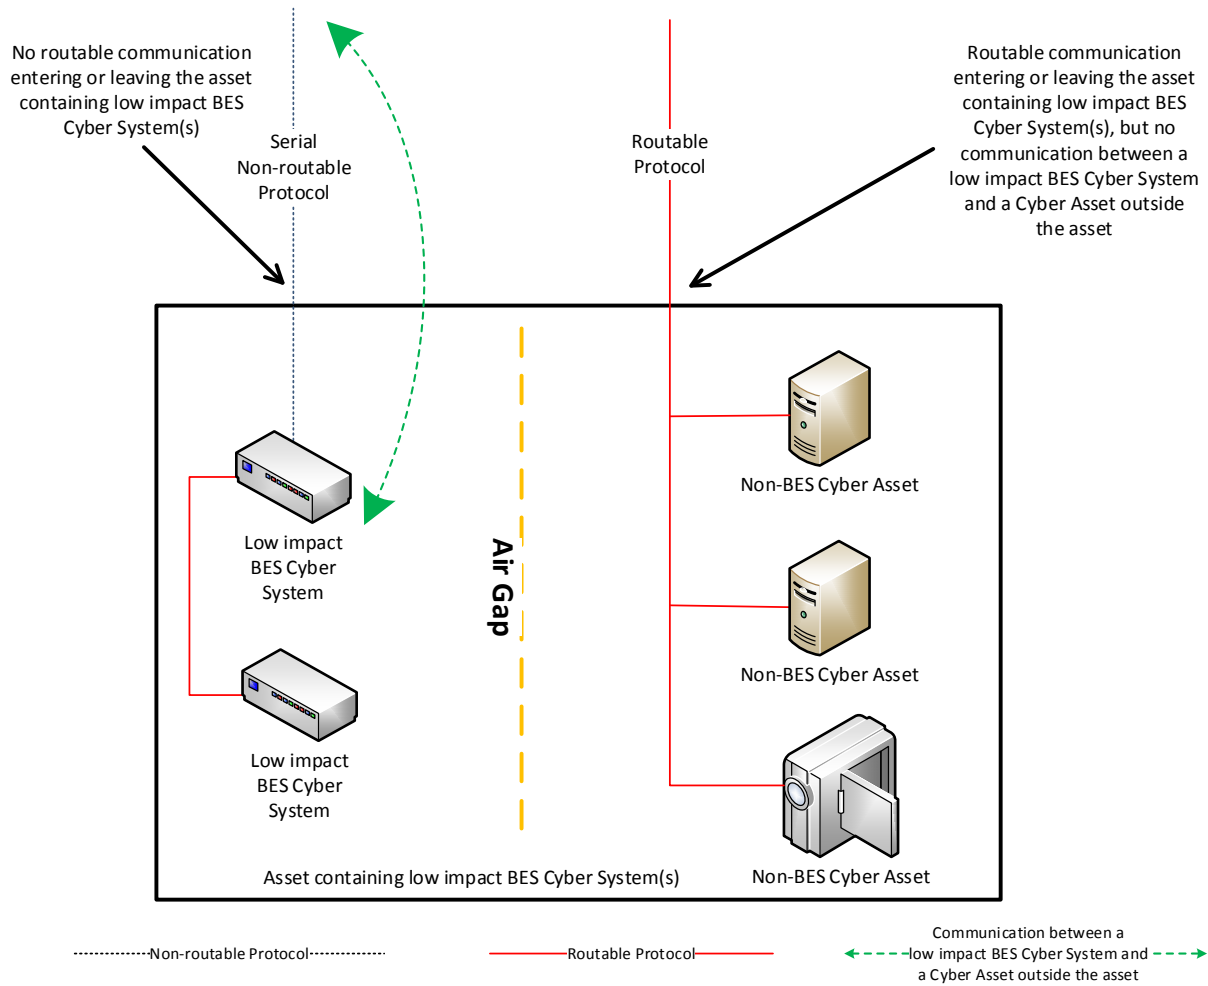 No routable communication
entering or leaving the asset
containing low impact BES
Cyber System(s)
Serial
Non-routable
Protocol
Routable
Protocol
Routable communication
entering or leaving the asset
containing low impact BES
Cyber System(s), but no
communication between a
low impact BES Cyber System
and a Cyber Asset outside
the asset
Low impact
BES Cyber
System
Low impact
BES Cyber
System
Air Gap
Non-BES Cyber Asset
Non-BES Cyber Asset
Non-BES Cyber Asset
Asset containing low impact BES Cyber System(s)
Non-routable Protocol
Routable Protocol
Communication between a
low impact BES Cyber System and
a Cyber Asset outside the asset